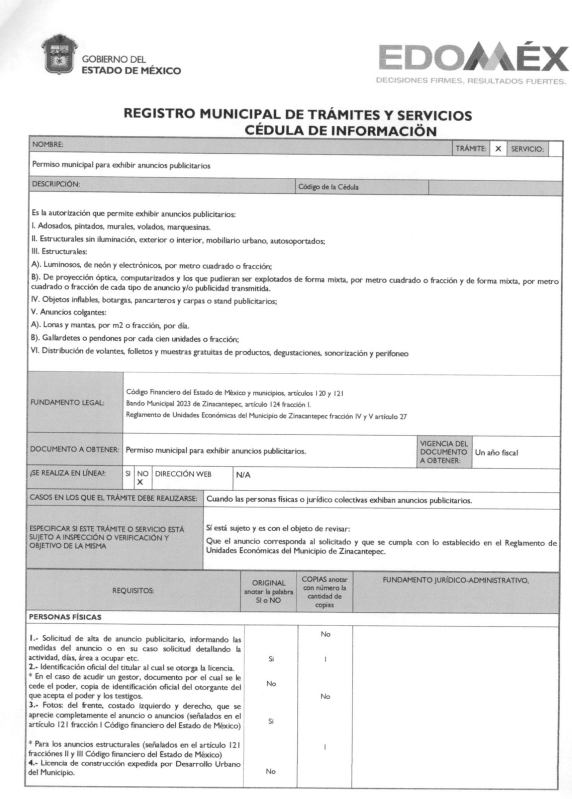 GOBIERNO DEL
ESTADO DE MÉXICO
EDOMÉX
DECISIONES FIRMES, RESULTADOS FUERTES.
REGISTRO MUNICIPAL DE TRÁMITES Y SERVICIOS
CÉDULA DE INFORMACIÓN
NOMBRE: TRÁMITE: X SERVICIO:
Permiso municipal para exhibir anuncios publicitarios
DESCRIPCIÓN: Código de la Cédula
Es la autorización que permite exhibir anuncios publicitarios:
I. Adosados, pintados, murales, volados, marquesinas.
II. Estructurales sin iluminación, exterior o interior, mobiliario urbano, autosoportados;
III. Estructurales:
A). Luminosos, de neón y electrónicos, por metro cuadrado o fracción;
B). De proyección óptica, computarizados y los que pudieran ser explotados de forma mixta, por metro cuadrado o fracción y de forma mixta, por metro
cuadrado o fracción de cada tipo de anuncio y/o publicidad transmitida.
IV. Objetos inflables, botargas, pancarteros y carpas o stand publicitarios;
V. Anuncios colgantes:
A). Lonas y mantas, por m2 o fracción, por día.
B). Gallardetes o pendones por cada cien unidades o fracción;
VI. Distribución de volantes, folletos y muestras gratuitas de productos, degustaciones, sonorización y perifoneo
FUNDAMENTO LEGAL:
Código Financiero del Estado de México y municipios, artículos 120 y 121
Bando Municipal 2023 de Zinacantepec, artículo 124 fracción I.
Reglamento de Unidades Económicas del Municipio de Zinacantepec fracción IV y V artículo 27
DOCUMENTO A OBTENER: Permiso municipal para exhibir anuncios publicitarios.
VIGENCIA DEL
DOCUMENTO
A OBTENER:
Un año fiscal
¿SE REALIZA EN LÍNEA?: SI NO
X
DIRECCIÓN WEB N/A
CASOS EN LOS QUE EL TRÁMITE DEBE REALIZARSE: Cuando las personas físicas o jurídico colectivas exhiban anuncios publicitarios.
ESPECIFICAR SI ESTE TRÁMITE O SERVICIO ESTÁ
SUJETO A INSPECCIÓN O VERIFICACIÓN Y
OBJETIVO DE LA MISMA
Sí está sujeto y es con el objeto de revisar:
Que el anuncio corresponda al solicitado y que se cumpla con lo establecido en el Reglamento de
Unidades Económicas del Municipio de Zinacantepec.
REQUISITOS:
ORIGINAL
anotar la palabra
SI o NO
COPIAS anotar
con número la
cantidad de
copias
FUNDAMENTO JURÍDICO-ADMINISTRATIVO.
PERSONAS FÍSICAS
No
1.- Solicitud de alta de anuncio publicitario, informando las
medidas del anuncio o en su caso solicitud detallando la
actividad, días, área a ocupar etc. Si 1
2.- Identificación oficial del titular al cual se otorga la licencia.
* En el caso de acudir un gestor, documento por el cual se le No
cede el poder, copia de identificación oficial del otorgante del
que acepta el poder y los testigos. No
3.- Fotos: del frente, costado izquierdo y derecho, que se
aprecie completamente el anuncio o anuncios (señalados en el
artículo 121 fracción I Código financiero del Estado de México) Si
* Para los anuncios estructurales (señalados en el artículo 121 1
fracciónes II y III Código financiero del Estado de México)
4.- Licencia de construcción expedida por Desarrollo Urbano
del Municipio. No